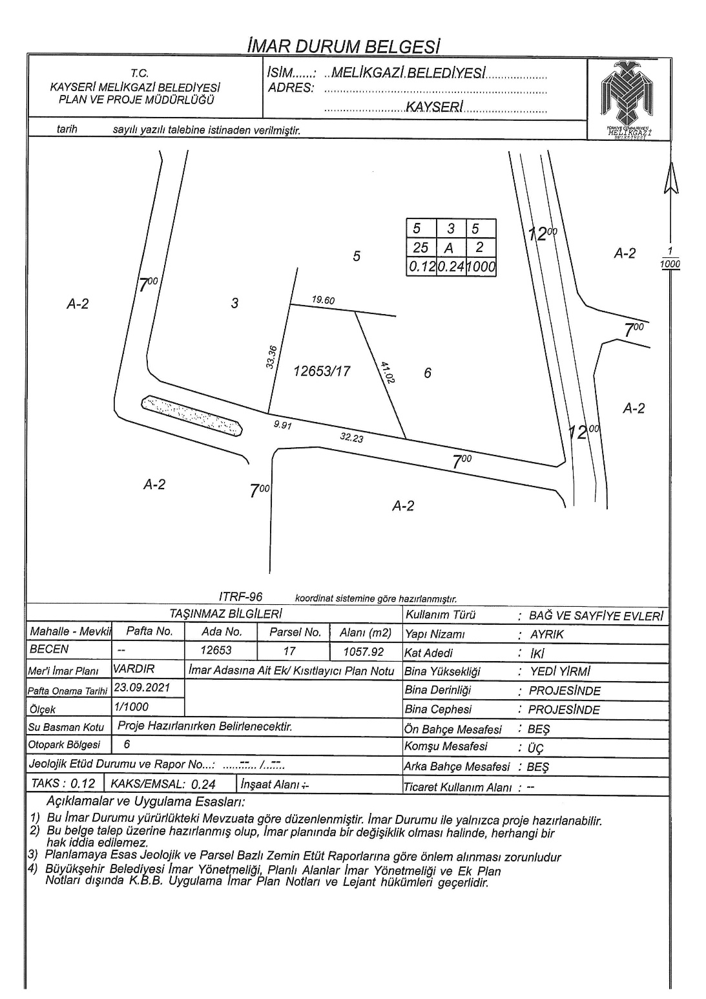 İMAR DURUM BELGESİ
T.C.
KAYSERİ MELİKGAZİ BELEDİYESİ
PLAN VE PROJE MÜDÜRLÜĞÜ
İSİM......: ..MELİKGAZİ.BELEDİYESİ....................
ADRES: ..........................................................
.....................KAYSERİ......................
TÜRKİYE CUMHURİYETİ
MELİKGAZİ
BELEDİYESİ
tarih sayılı yazılı talebine istinaden verilmiştir.
5 3 5
25 A 2
0.12 0.24 1000
12⁰⁰
A-2
1
1000
5
7⁰⁰
A-2
3
19.60
7⁰⁰
33.36
12653/17
41.02
6
A-2
9.91
32.23
12⁰⁰
7⁰⁰
A-2
7⁰⁰
A-2
ITRF-96 koordinat sistemine göre hazırlanmıştır.
TAŞINMAZ BİLGİLERİ
Kullanım Türü : BAĞ VE SAYFİYE EVLERİ
Mahalle - Mevkii Pafta No. Ada No. Parsel No. Alanı (m2)
Yapı Nizamı : AYRIK
BECEN -- 12653 17 1057.92
Kat Adedi : İKİ
Mer'i İmar Planı VARDIR İmar Adasına Ait Ek/ Kısıtlayıcı Plan Notu
Bina Yüksekliği : YEDİ YİRMİ
Pafta Onama Tarihi 23.09.2021
Bina Derinliği : PROJESİNDE
Ölçek 1/1000
Bina Cephesi : PROJESİNDE
Su Basman Kotu Proje Hazırlanırken Belirlenecektir.
Ön Bahçe Mesafesi : BEŞ
Otopark Bölgesi 6
Komşu Mesafesi : ÜÇ
Jeolojik Etüd Durumu ve Rapor No...: .....--... /..--..
Arka Bahçe Mesafesi : BEŞ
TAKS : 0.12 KAKS/EMSAL: 0.24 İnşaat Alanı :-
Ticaret Kullanım Alanı : --
Açıklamalar ve Uygulama Esasları:
1) Bu İmar Durumu yürürlükteki Mevzuata göre düzenlenmiştir. İmar Durumu ile yalnızca proje hazırlanabilir.
2) Bu belge talep üzerine hazırlanmış olup, İmar planında bir değişiklik olması halinde, herhangi bir
hak iddia edilemez.
3) Planlamaya Esas Jeolojik ve Parsel Bazlı Zemin Etüt Raporlarına göre önlem alınması zorunludur
4) Büyükşehir Belediyesi İmar Yönetmeliği, Planlı Alanlar İmar Yönetmeliği ve Ek Plan
Notları dışında K.B.B. Uygulama İmar Plan Notları ve Lejant hükümleri geçerlidir.